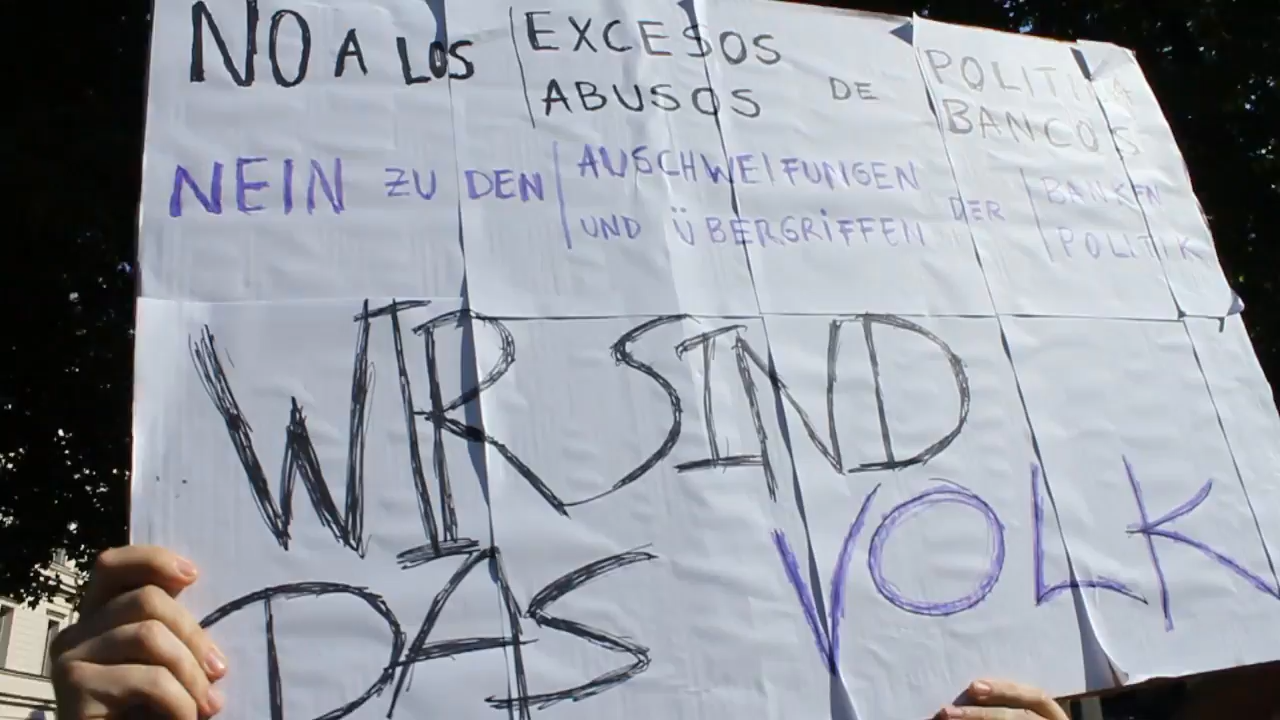 NO A LOS EXCESOS DE POLITICA
ABUSOS BANCOS
NEIN ZU DEN AUSCHWEIFUNGEN DER BANKEN
UND ÜBERGRIFFEN POLITIK
WIR SIND
DAS VOLK